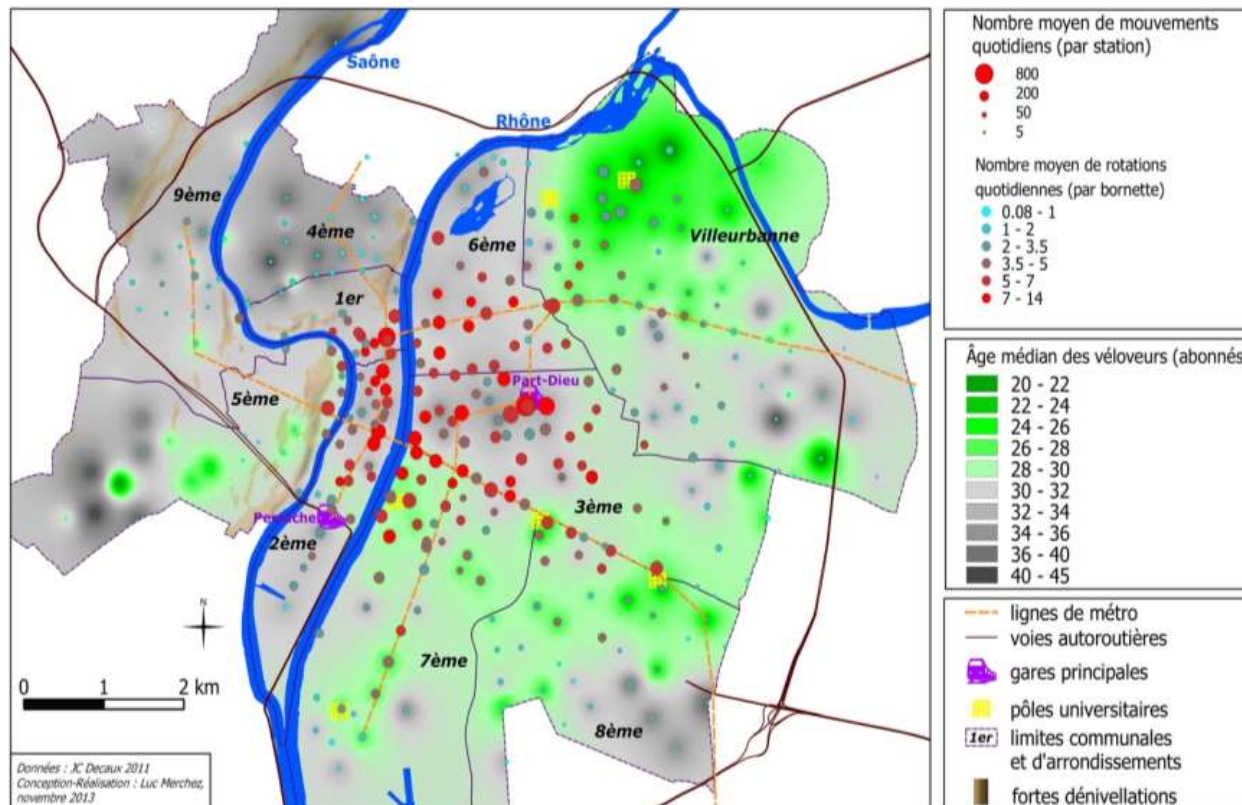 Saône
Rhône
9ème
4ème
6ème
Villeurbanne
1er
Part-Dieu
5ème
3ème
Perrache
2ème
7ème
8ème
N
0 1 2 km
Données : JC Decaux 2011
Conception-Réalisation : Luc Merchez,
novembre 2013
Nombre moyen de mouvements
quotidiens (par station)
800
200
50
5
Nombre moyen de rotations
quotidiennes (par bornette)
0.08 - 1
1 - 2
2 - 3.5
3.5 - 5
5 - 7
7 - 14
Âge médian des véloveurs (abonnés
20 - 22
22 - 24
24 - 26
26 - 28
28 - 30
30 - 32
32 - 34
34 - 36
36 - 40
40 - 45
lignes de métro
voies autoroutières
gares principales
pôles universitaires
1er limites communales
et d'arrondissements
fortes dénivellations